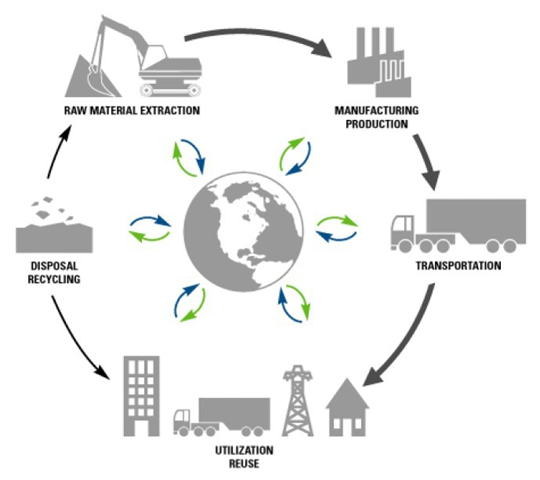 RAW MATERIAL EXTRACTION
MANUFACTURING
PRODUCTION
TRANSPORTATION
UTILIZATION
REUSE
DISPOSAL
RECYCLING